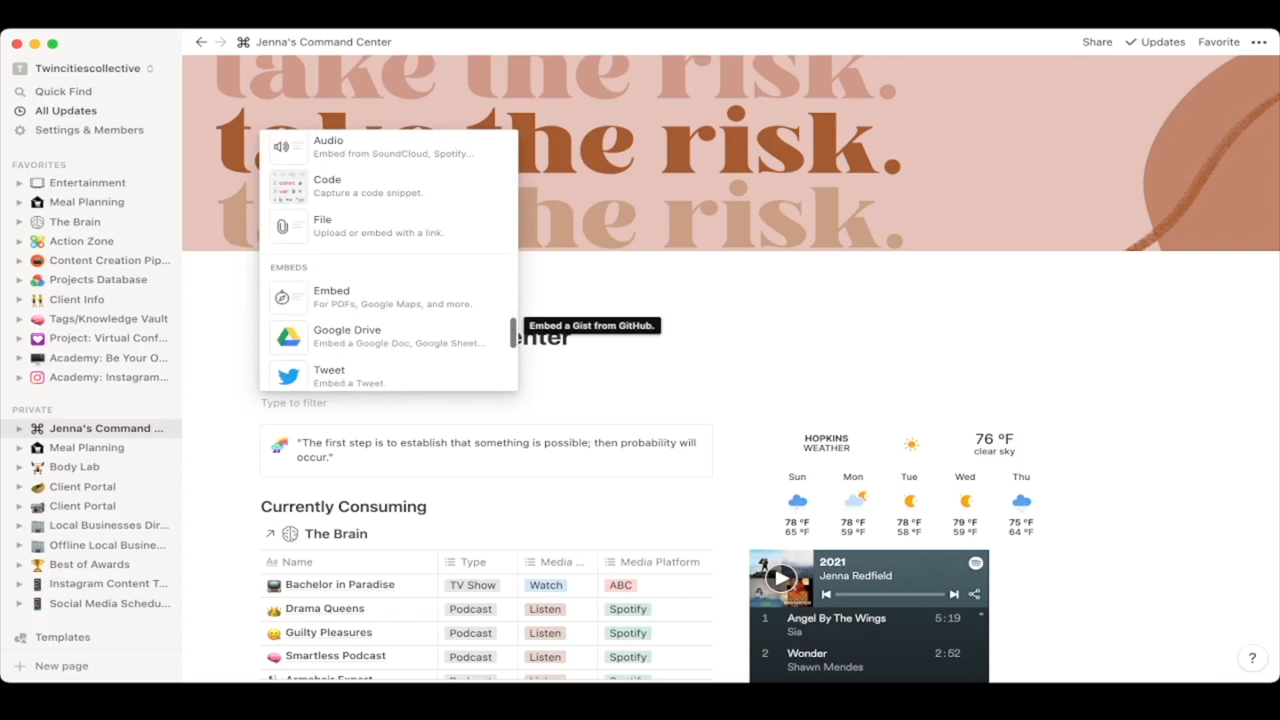 Jenna's Command Center
Share
Updates
Favorite
Twincitiescollective
Quick Find
All Updates
Settings & Members
FAVORITES
Entertainment
Meal Planning
The Brain
Action Zone
Content Creation Pip...
Projects Database
Client Info
Tags/Knowledge Vault
Project: Virtual Conf...
Academy: Be Your O...
Academy: Instagram...
PRIVATE
Jenna's Command ...
Meal Planning
Body Lab
Client Portal
Client Portal
Local Businesses Dir...
Offline Local Busine...
Best of Awards
Instagram Content T...
Social Media Schedu...
Templates
New page
take the risk.
take the risk.
take the risk.
Audio
Embed from SoundCloud, Spotify...
Code
Capture a code snippet.
File
Upload or embed with a link.
EMBEDS
Embed
For PDFs, Google Maps, and more.
Google Drive
Embed a Google Doc, Google Sheet...
Tweet
Embed a Tweet.
Embed a Gist from GitHub.
enter
Type to filter
"The first step is to establish that something is possible; then probability will
occur."
Currently Consuming
The Brain
Aa Name
Type
Media ...
Media Platform
Bachelor in Paradise
TV Show
Watch
ABC
Drama Queens
Podcast
Listen
Spotify
Guilty Pleasures
Podcast
Listen
Spotify
Smartless Podcast
Podcast
Listen
Spotify
HOPKINS
WEATHER
76 °F
clear sky
Sun
Mon
Tue
Wed
Thu
78 °F
78 °F
78 °F
79 °F
75 °F
65 °F
59 °F
58 °F
59 °F
64 °F
2021
Jenna Redfield
1
Angel By The Wings
5:19
Sia
2
Wonder
2:52
Shawn Mendes
?